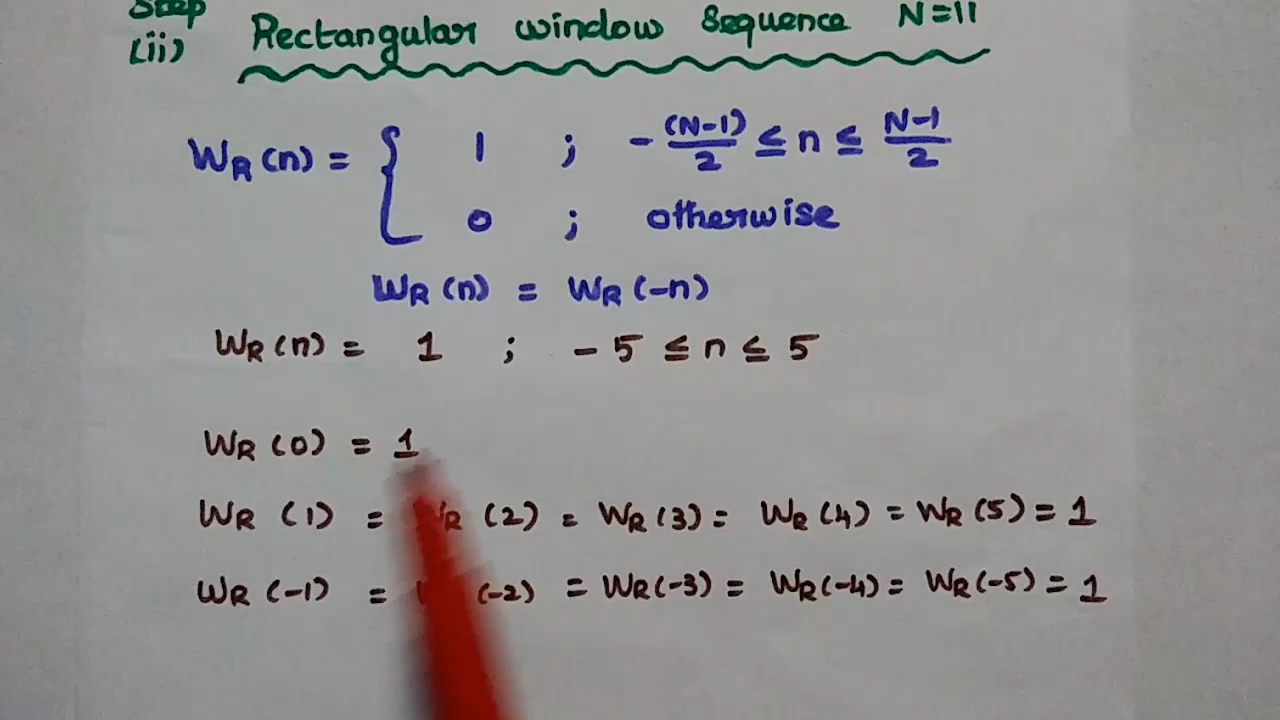 Step
(ii) Rectangular window Sequence N=11
WR(n) = { 1 ; -(N-1)/2 ≤ n ≤ N-1/2
0 ; otherwise
WR(n) = WR(-n)
WR(n) = 1 ; -5 ≤ n ≤ 5
WR(0) = 1
WR(1) = WR(2) = WR(3) = WR(4) = WR(5) = 1
WR(-1) = (-2) = WR(-3) = WR(-4) = WR(-5) = 1